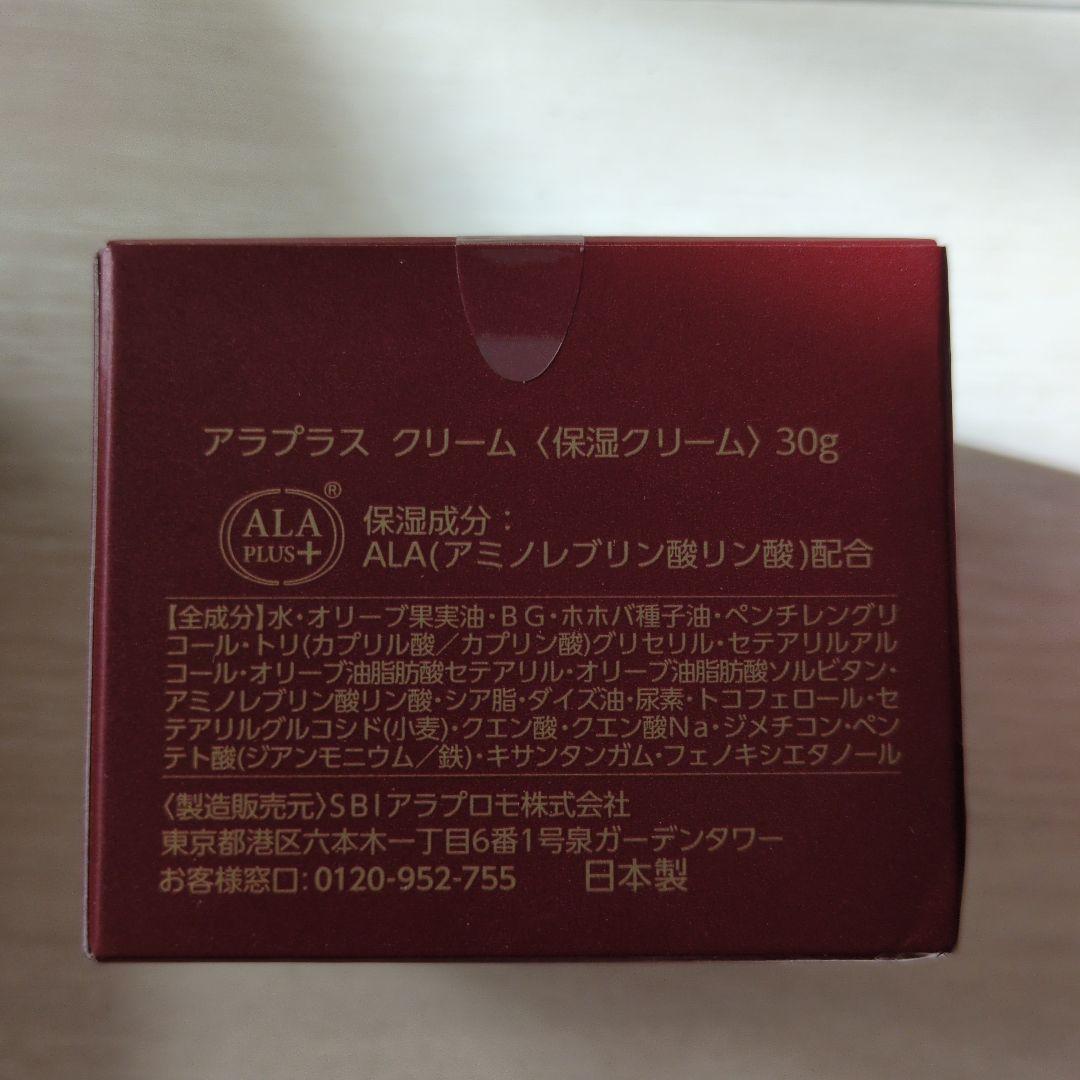 アラプラス クリーム〈保湿クリーム〉30g
ALA PLUS+ ®
保湿成分：
ALA(アミノレブリン酸リン酸)配合
【全成分】水・オリーブ果実油・BG・ホホバ種子油・ペンチレングリ
コール・トリ(カプリル酸／カプリン酸)グリセリル・セテアリルアル
コール・オリーブ油脂肪酸セテアリル・オリーブ油脂肪酸ソルビタン・
アミノレブリン酸リン酸・シア脂・ダイズ油・尿素・トコフェロール・セ
テアリルグルコシド(小麦)・クエン酸・クエン酸Na・ジメチコン・ペン
テト酸(ジアンモニウム／鉄)・キサンタンガム・フェノキシエタノール
〈製造販売元〉SBIアラプロモ株式会社
東京都港区六本木一丁目6番1号泉ガーデンタワー
お客様窓口：0120-952-755 日本製